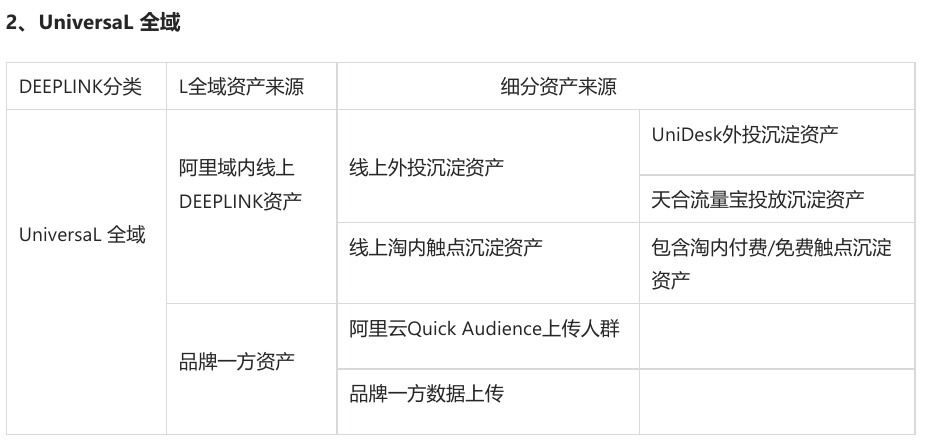 2、UniversaL 全域
DEEPLINK分类
L全域资产来源
细分资产来源
UniversaL 全域
阿里域内线上
DEEPLINK资产
线上外投沉淀资产
UniDesk外投沉淀资产
天合流量宝投放沉淀资产
线上淘内触点沉淀资产
包含淘内付费/免费触点沉淀
资产
品牌一方资产
阿里云Quick Audience上传人群
品牌一方数据上传